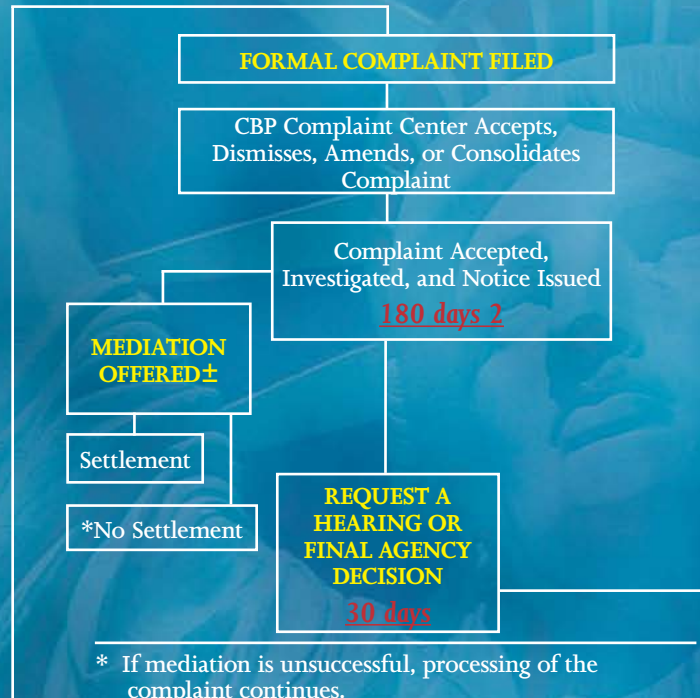 FORMAL COMPLAINT FILED
CBP Complaint Center Accepts,
Dismisses, Amends, or Consolidates
Complaint
Complaint Accepted,
Investigated, and Notice Issued
180 days 2
MEDIATION
OFFERED±
Settlement
*No Settlement
REQUEST A
HEARING OR
FINAL AGENCY
DECISION
30 days
* If mediation is unsuccessful, processing of the
complaint continues.